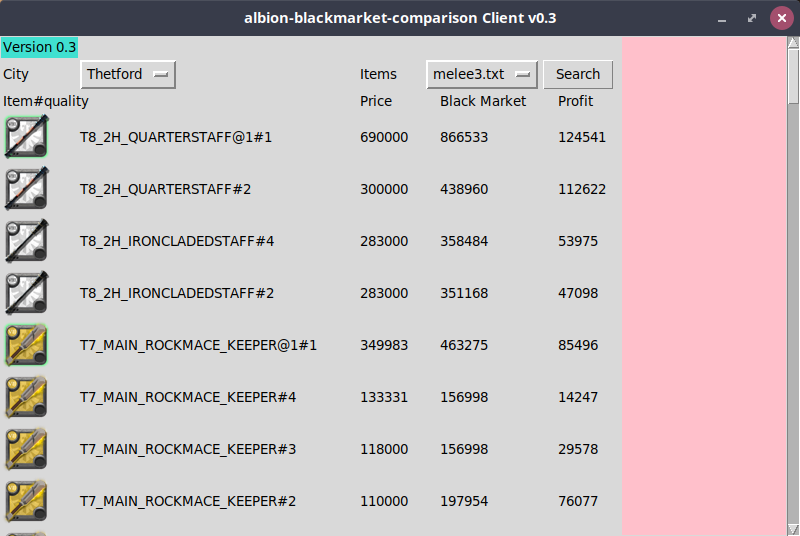 albion-blackmarket-comparison Client v0.3
Version 0.3
City Thetford Items melee3.txt Search
Item#quality Price Black Market Profit
T8_2H_QUARTERSTAFF@1#1 690000 866533 124541
T8_2H_QUARTERSTAFF#2 300000 438960 112622
T8_2H_IRONCLADEDSTAFF#4 283000 358484 53975
T8_2H_IRONCLADEDSTAFF#2 283000 351168 47098
T7_MAIN_ROCKMACE_KEEPER@1#1 349983 463275 85496
T7_MAIN_ROCKMACE_KEEPER#4 133331 156998 14247
T7_MAIN_ROCKMACE_KEEPER#3 118000 156998 29578
T7_MAIN_ROCKMACE_KEEPER#2 110000 197954 76077